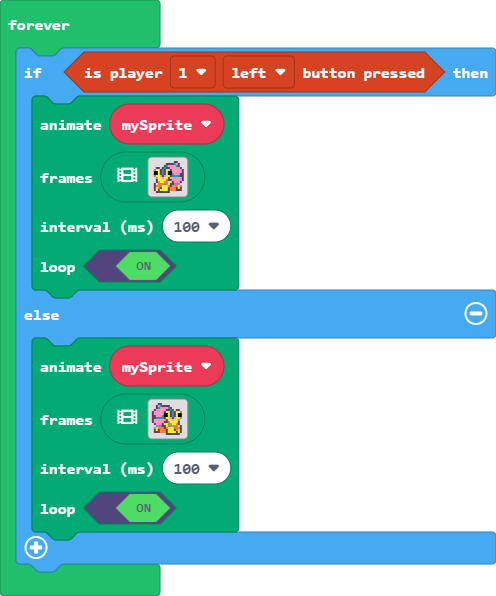 forever
if is player 1 left button pressed then
animate mySprite
frames
interval (ms) 100
loop ON
else
animate mySprite
frames
interval (ms) 100
loop ON